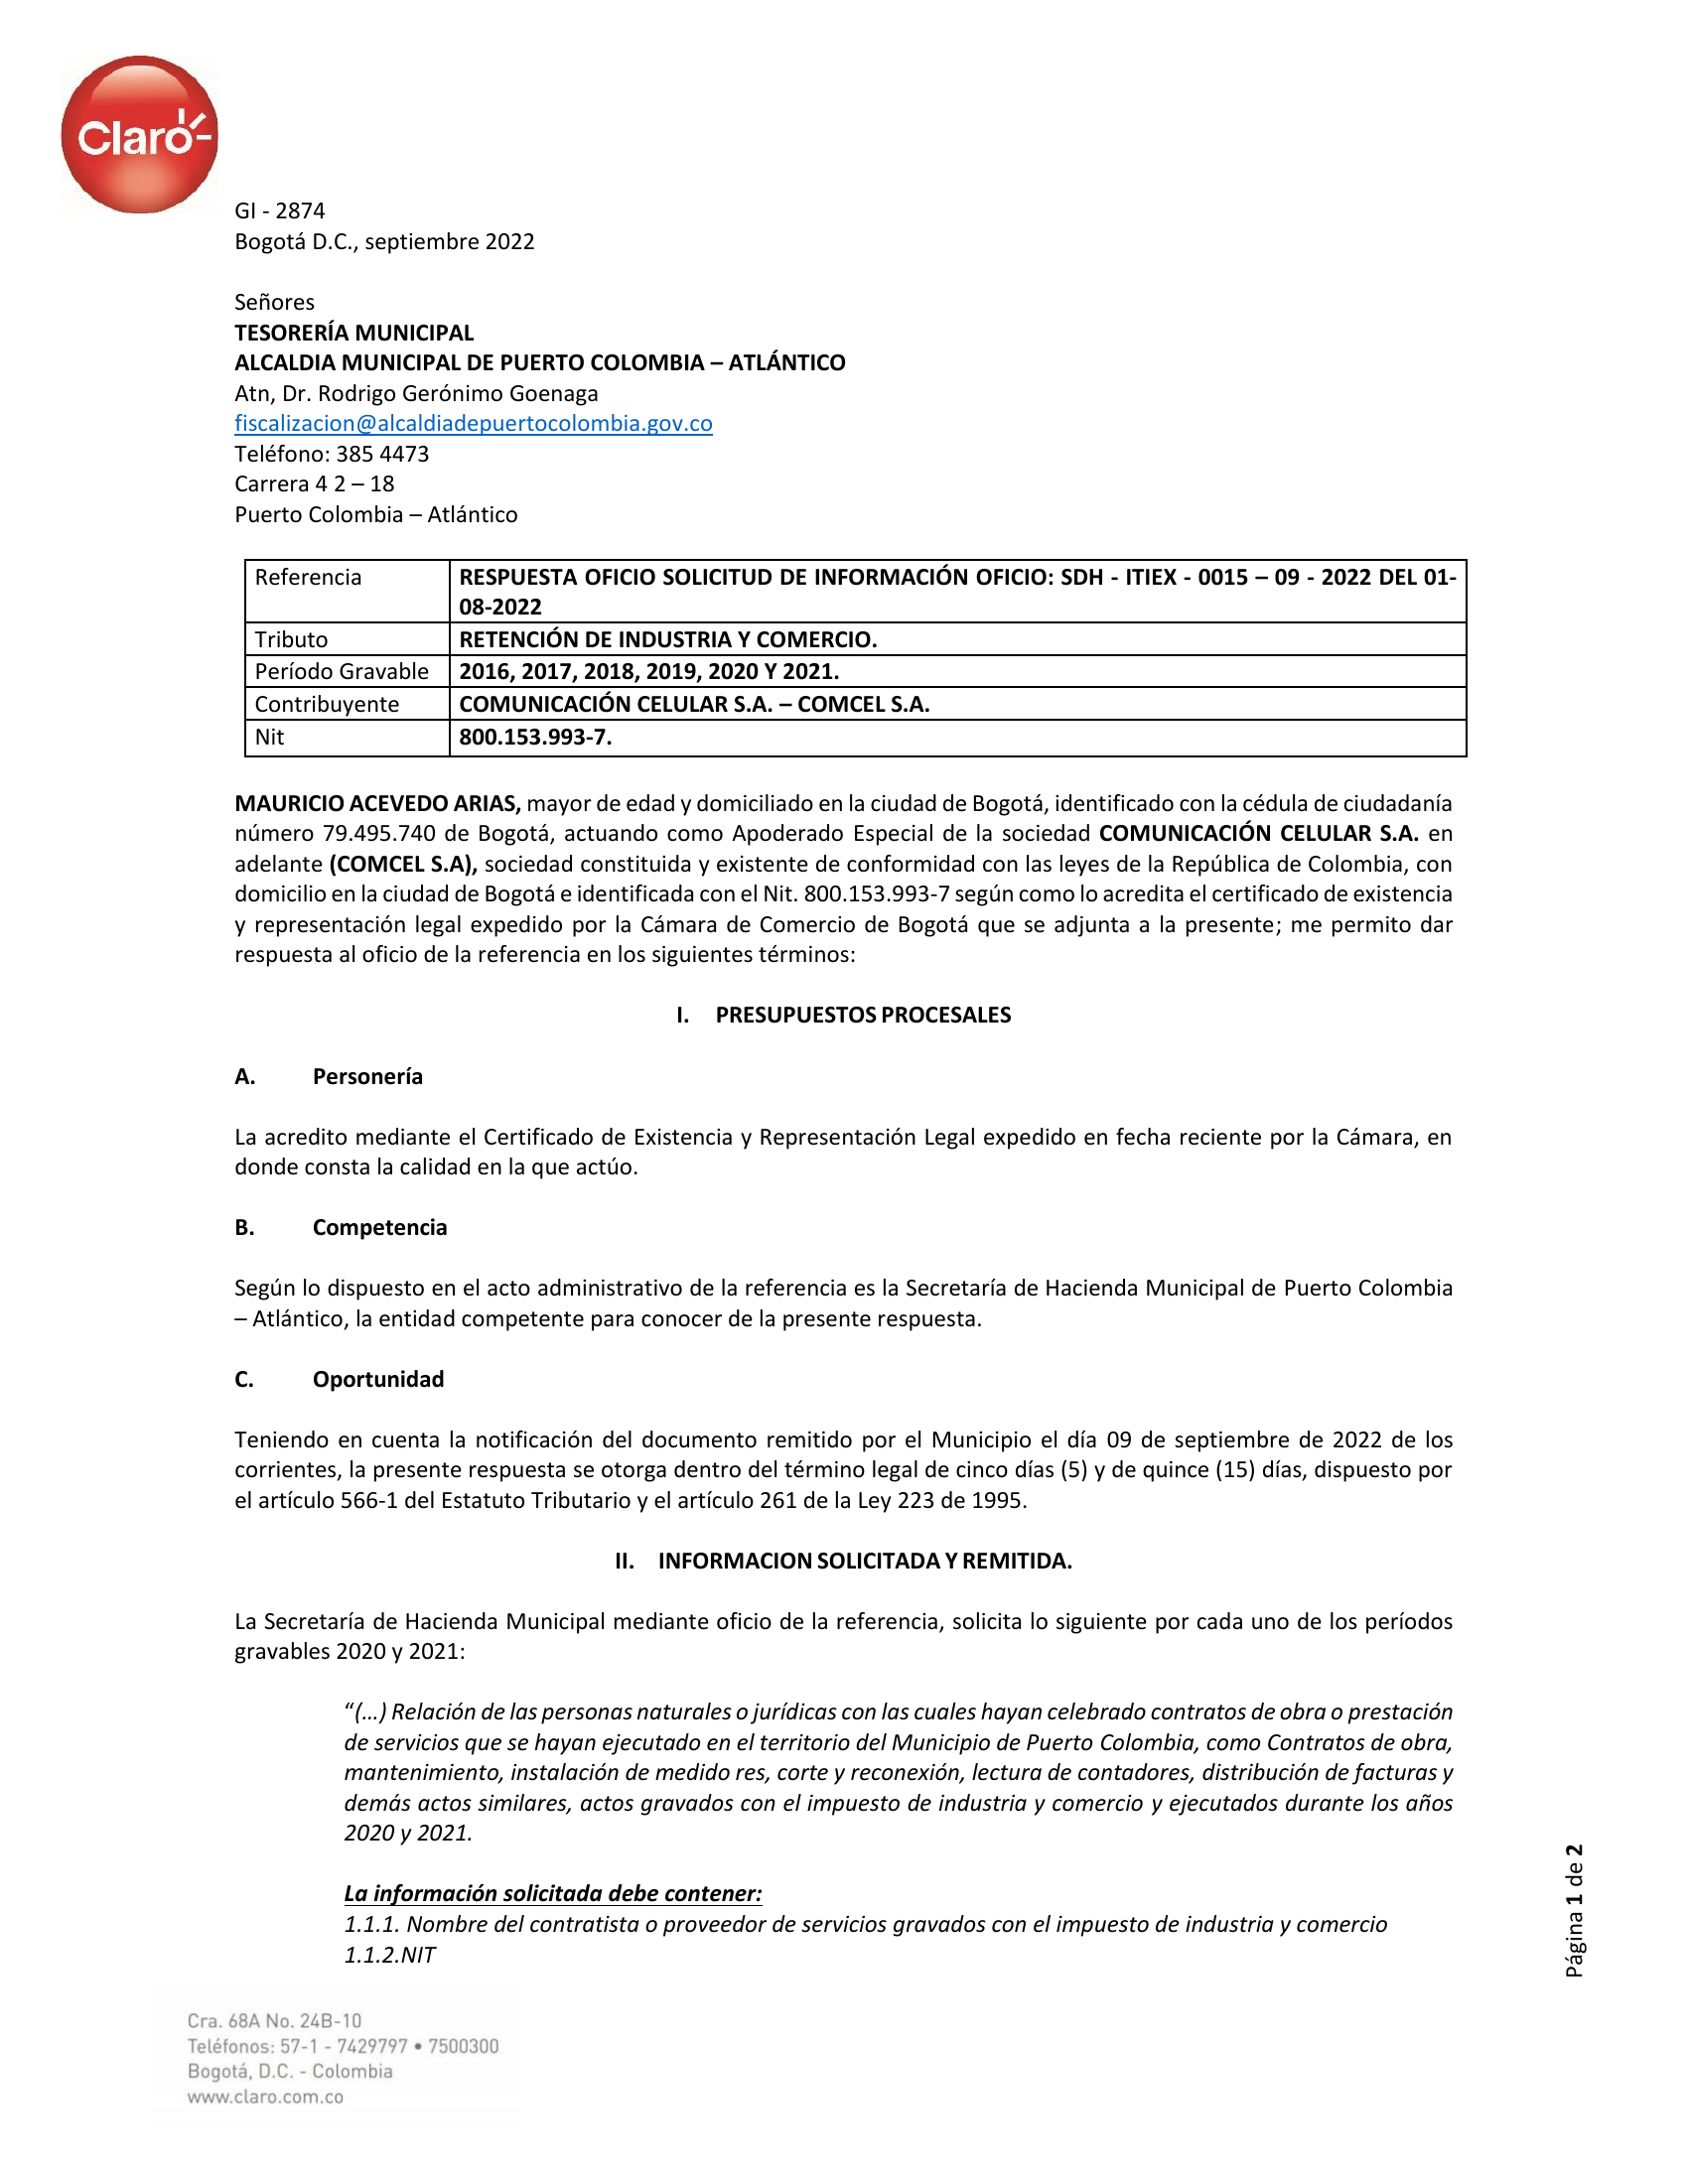 Claro
GI - 2874
Bogotá D.C., septiembre 2022
Señores
TESORERÍA MUNICIPAL
ALCALDIA MUNICIPAL DE PUERTO COLOMBIA – ATLÁNTICO
Atn, Dr. Rodrigo Gerónimo Goenaga
fiscalizacion@alcaldiadepuertocolombia.gov.co
Teléfono: 385 4473
Carrera 4 2 – 18
Puerto Colombia – Atlántico
Referencia RESPUESTA OFICIO SOLICITUD DE INFORMACIÓN OFICIO: SDH - ITIEX - 0015 – 09 - 2022 DEL 01-
08-2022
Tributo RETENCIÓN DE INDUSTRIA Y COMERCIO.
Período Gravable 2016, 2017, 2018, 2019, 2020 Y 2021.
Contribuyente COMUNICACIÓN CELULAR S.A. – COMCEL S.A.
Nit 800.153.993-7.
MAURICIO ACEVEDO ARIAS, mayor de edad y domiciliado en la ciudad de Bogotá, identificado con la cédula de ciudadanía
número 79.495.740 de Bogotá, actuando como Apoderado Especial de la sociedad COMUNICACIÓN CELULAR S.A. en
adelante (COMCEL S.A), sociedad constituida y existente de conformidad con las leyes de la República de Colombia, con
domicilio en la ciudad de Bogotá e identificada con el Nit. 800.153.993-7 según como lo acredita el certificado de existencia
y representación legal expedido por la Cámara de Comercio de Bogotá que se adjunta a la presente; me permito dar
respuesta al oficio de la referencia en los siguientes términos:
I. PRESUPUESTOS PROCESALES
A. Personería
La acredito mediante el Certificado de Existencia y Representación Legal expedido en fecha reciente por la Cámara, en
donde consta la calidad en la que actúo.
B. Competencia
Según lo dispuesto en el acto administrativo de la referencia es la Secretaría de Hacienda Municipal de Puerto Colombia
– Atlántico, la entidad competente para conocer de la presente respuesta.
C. Oportunidad
Teniendo en cuenta la notificación del documento remitido por el Municipio el día 09 de septiembre de 2022 de los
corrientes, la presente respuesta se otorga dentro del término legal de cinco días (5) y de quince (15) días, dispuesto por
el artículo 566-1 del Estatuto Tributario y el artículo 261 de la Ley 223 de 1995.
II. INFORMACION SOLICITADA Y REMITIDA.
La Secretaría de Hacienda Municipal mediante oficio de la referencia, solicita lo siguiente por cada uno de los períodos
gravables 2020 y 2021:
“(…) Relación de las personas naturales o jurídicas con las cuales hayan celebrado contratos de obra o prestación
de servicios que se hayan ejecutado en el territorio del Municipio de Puerto Colombia, como Contratos de obra,
mantenimiento, instalación de medido res, corte y reconexión, lectura de contadores, distribución de facturas y
demás actos similares, actos gravados con el impuesto de industria y comercio y ejecutados durante los años
2020 y 2021.
La información solicitada debe contener:
1.1.1. Nombre del contratista o proveedor de servicios gravados con el impuesto de industria y comercio
1.1.2.NIT
Página 1 de 2
Cra. 68A No. 24B-10
Teléfonos: 57-1 - 7429797 • 7500300
Bogotá, D.C. - Colombia
www.claro.com.co